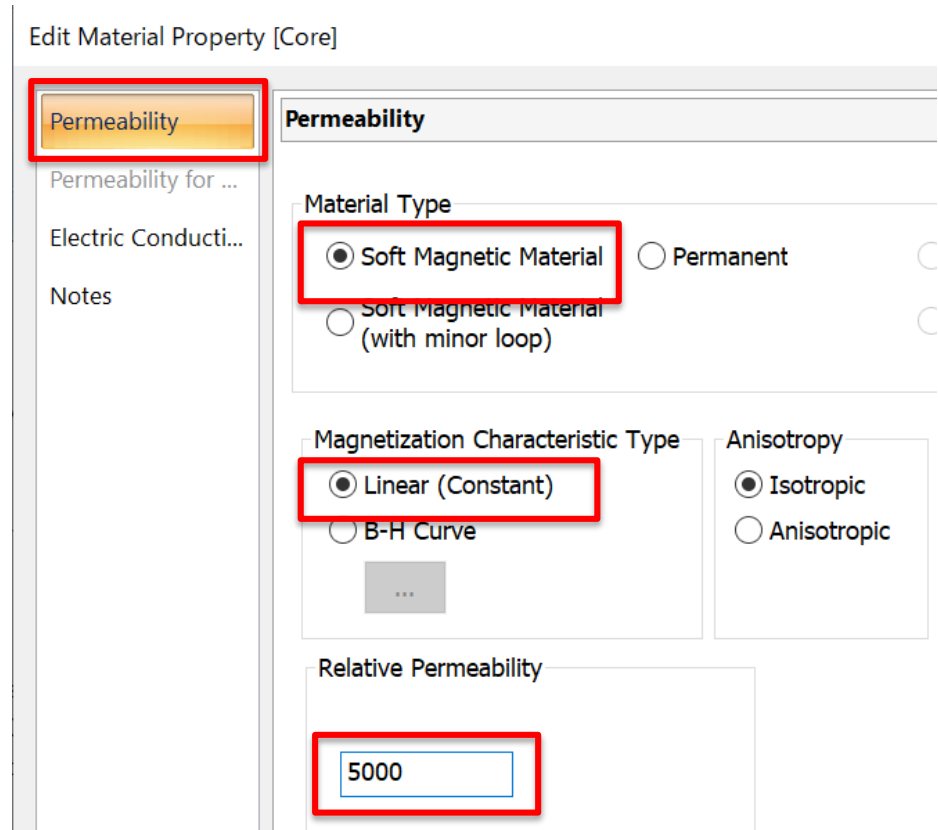 Edit Material Property [Core]
Permeability
Permeability
Permeability for ...
Electric Conducti...
Notes
Material Type
Soft Magnetic Material
Permanent
Soft Magnetic Material
(with minor loop)
Magnetization Characteristic Type
Anisotropy
Linear (Constant)
Isotropic
B-H Curve
Anisotropic
...
Relative Permeability
5000